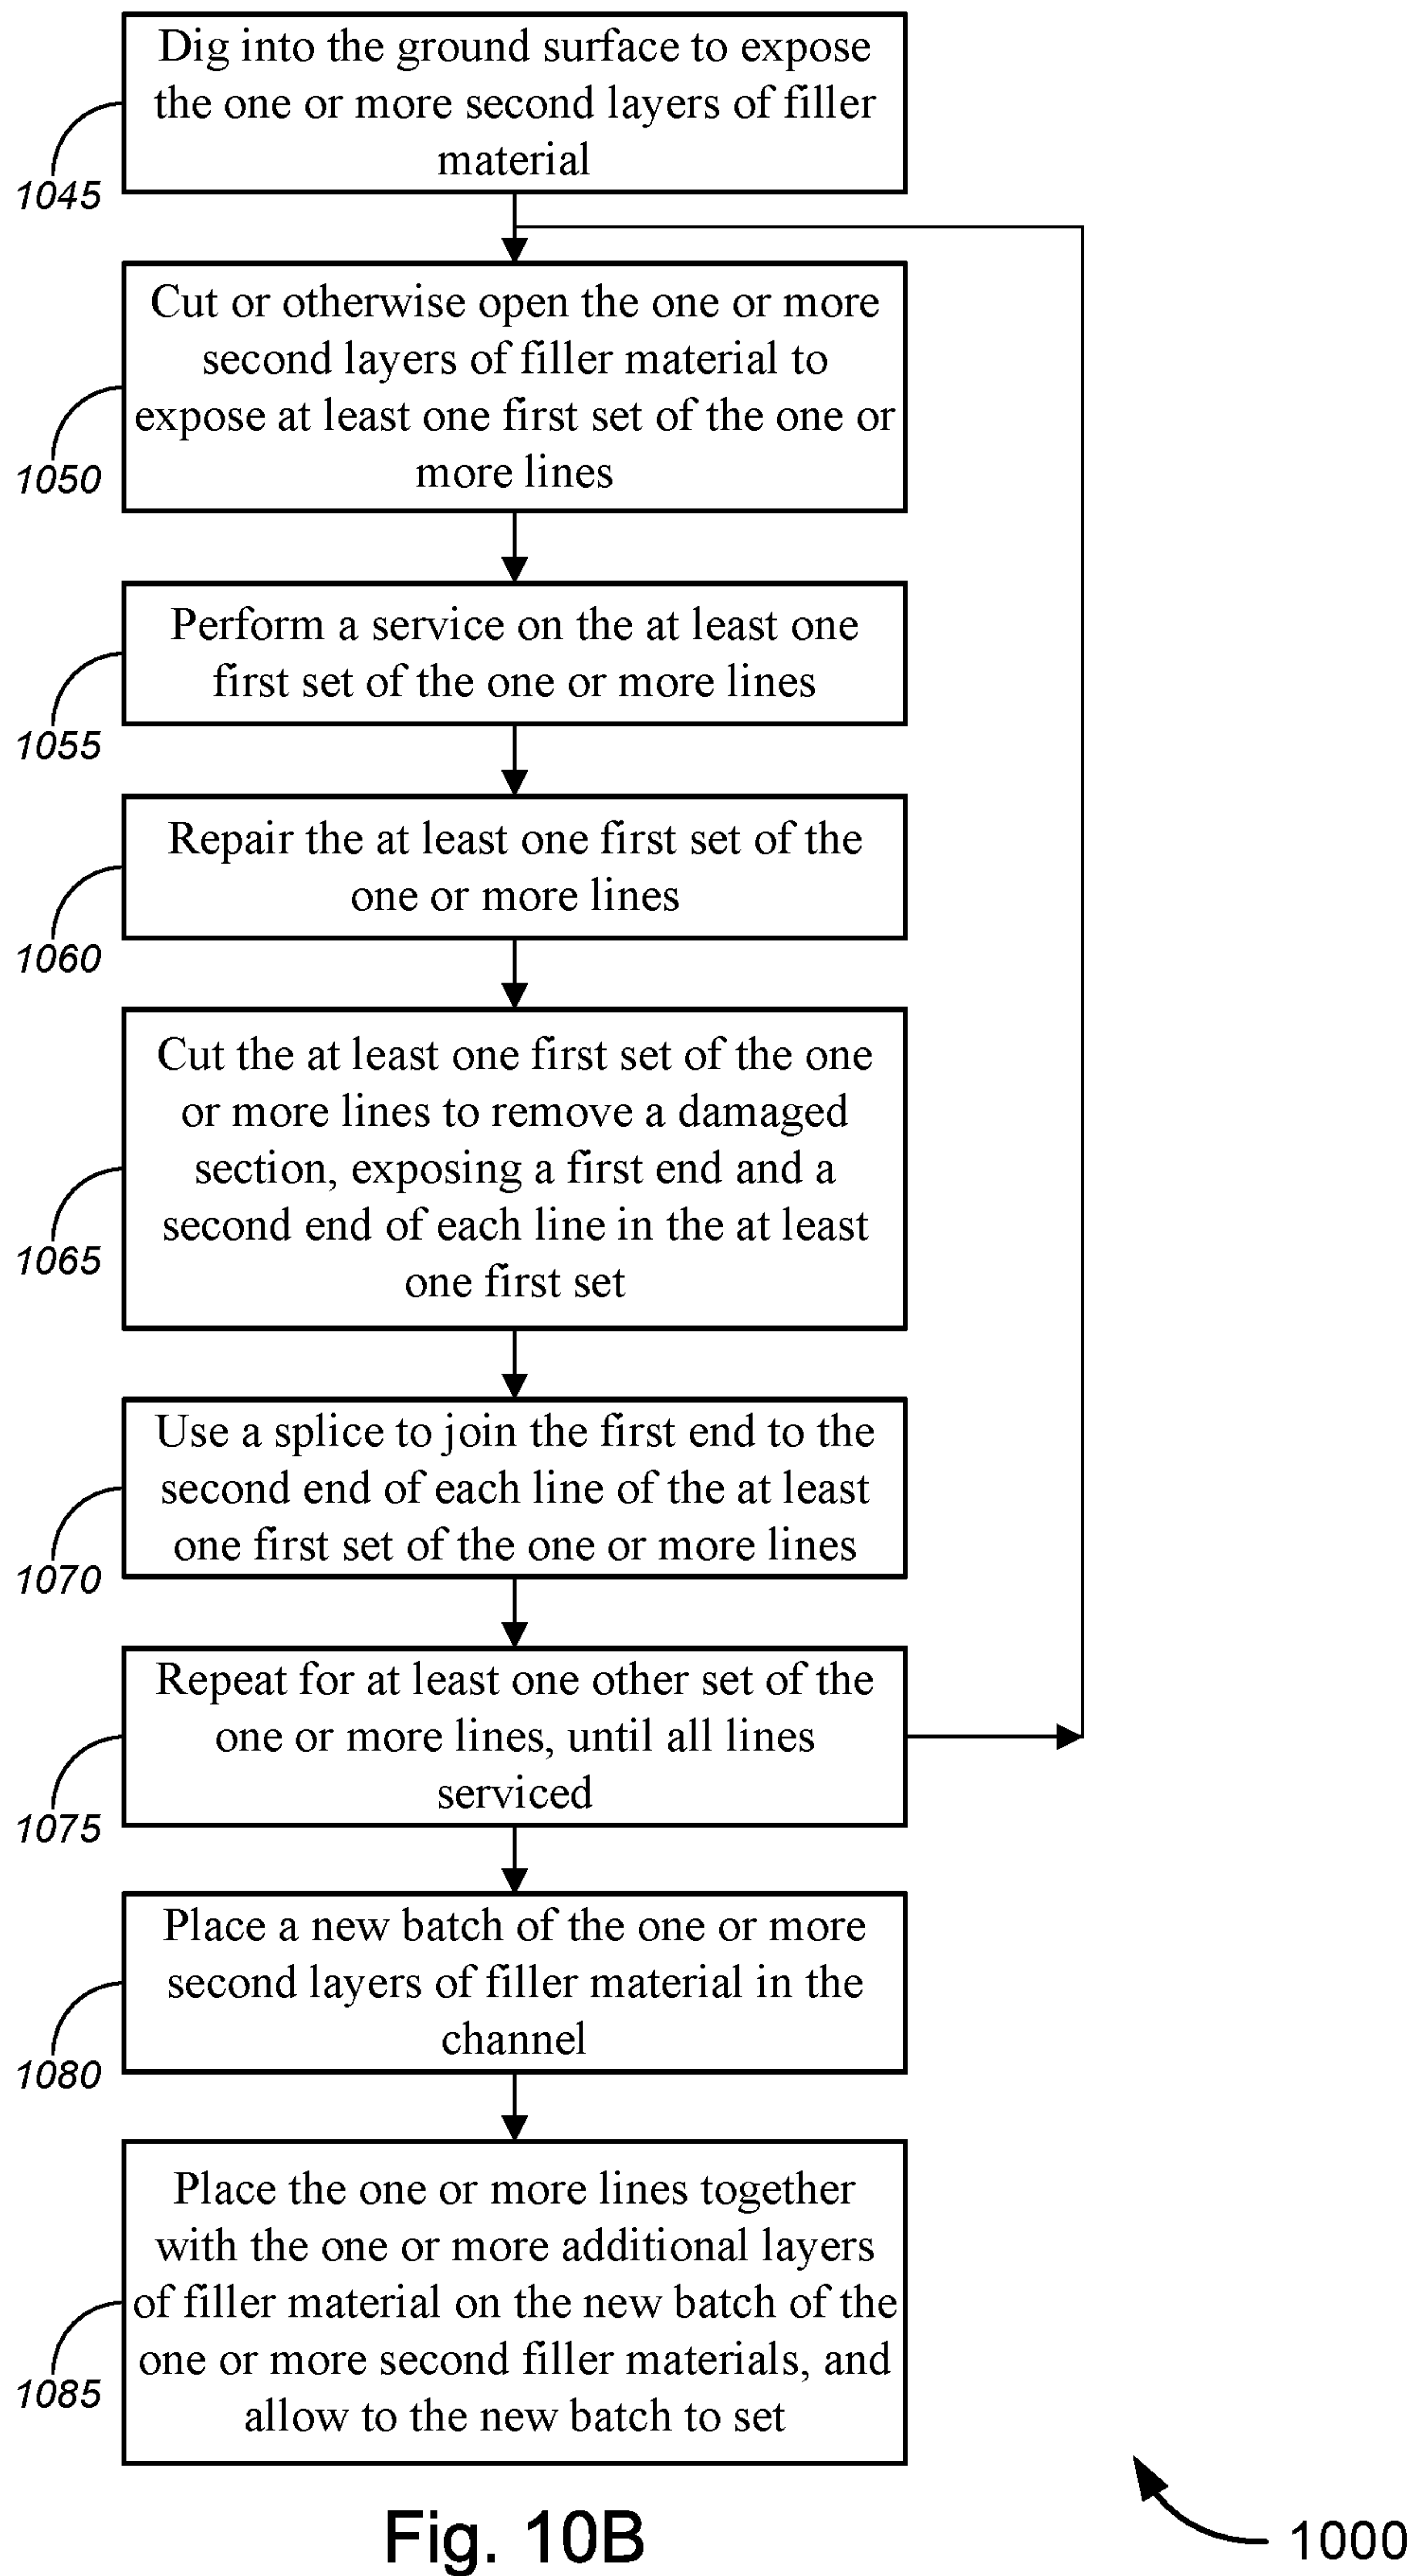 Dig into the ground surface to expose
the one or more second layers of filler
material
1045
Cut or otherwise open the one or more
second layers of filler material to
expose at least one first set of the one or
more lines
1050
Perform a service on the at least one
first set of the one or more lines
1055
Repair the at least one first set of the
one or more lines
1060
Cut the at least one first set of the one
or more lines to remove a damaged
section, exposing a first end and a
second end of each line in the at least
one first set
1065
Use a splice to join the first end to the
second end of each line of the at least
one first set of the one or more lines
1070
Repeat for at least one other set of the
one or more lines, until all lines
serviced
1075
Place a new batch of the one or more
second layers of filler material in the
channel
1080
Place the one or more lines together
with the one or more additional layers
of filler material on the new batch of the
one or more second filler materials, and
allow to the new batch to set
1085
Fig. 10B
1000